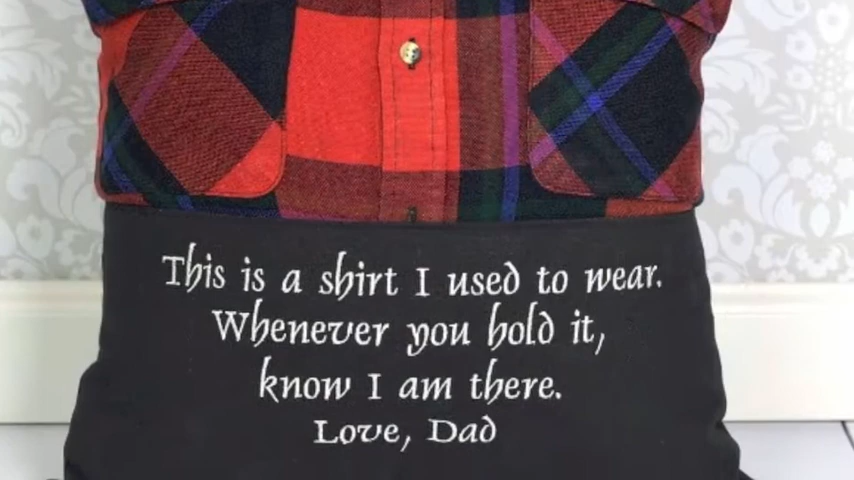 This is a shirt I used to wear.
Whenever you hold it,
know I am there.
Love, Dad